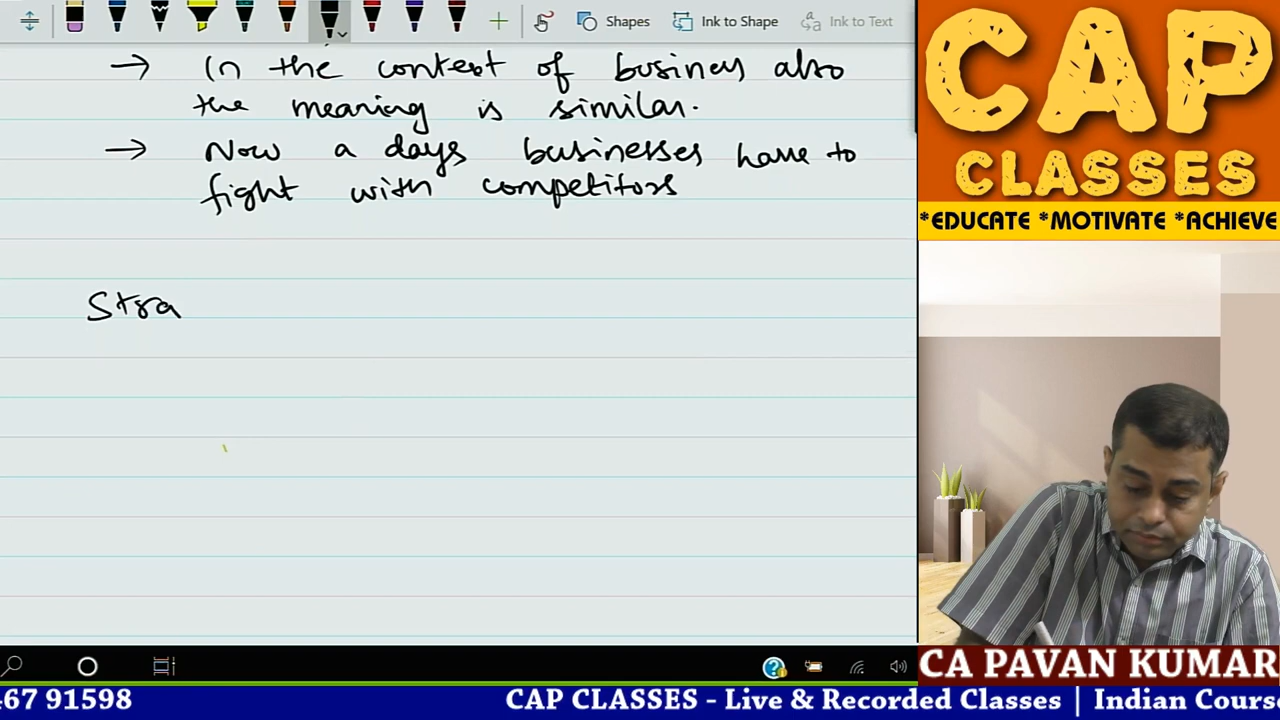 Shapes
Ink to Shape
Ink to Text
→ In the context of business also
the meaning is similar.
→ Now a days businesses have to
fight with competitors
Stra
CAP
CLASSES
*EDUCATE *MOTIVATE *ACHIEVE
CA PAVAN KUMAR
67 91598
CAP CLASSES - Live & Recorded Classes | Indian Cours